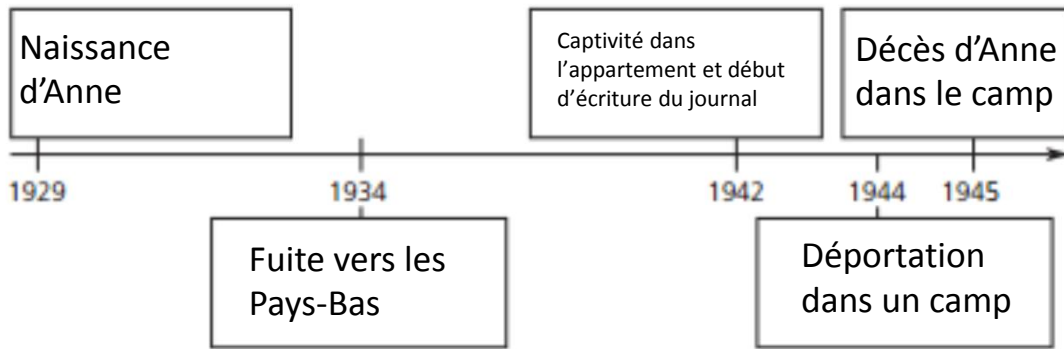 Naissance
d’Anne
Captivité dans
l’appartement et début
d’écriture du journal
Décès d’Anne
dans le camp
1929
1934
1942
1944
1945
Fuite vers les
Pays-Bas
Déportation
dans un camp